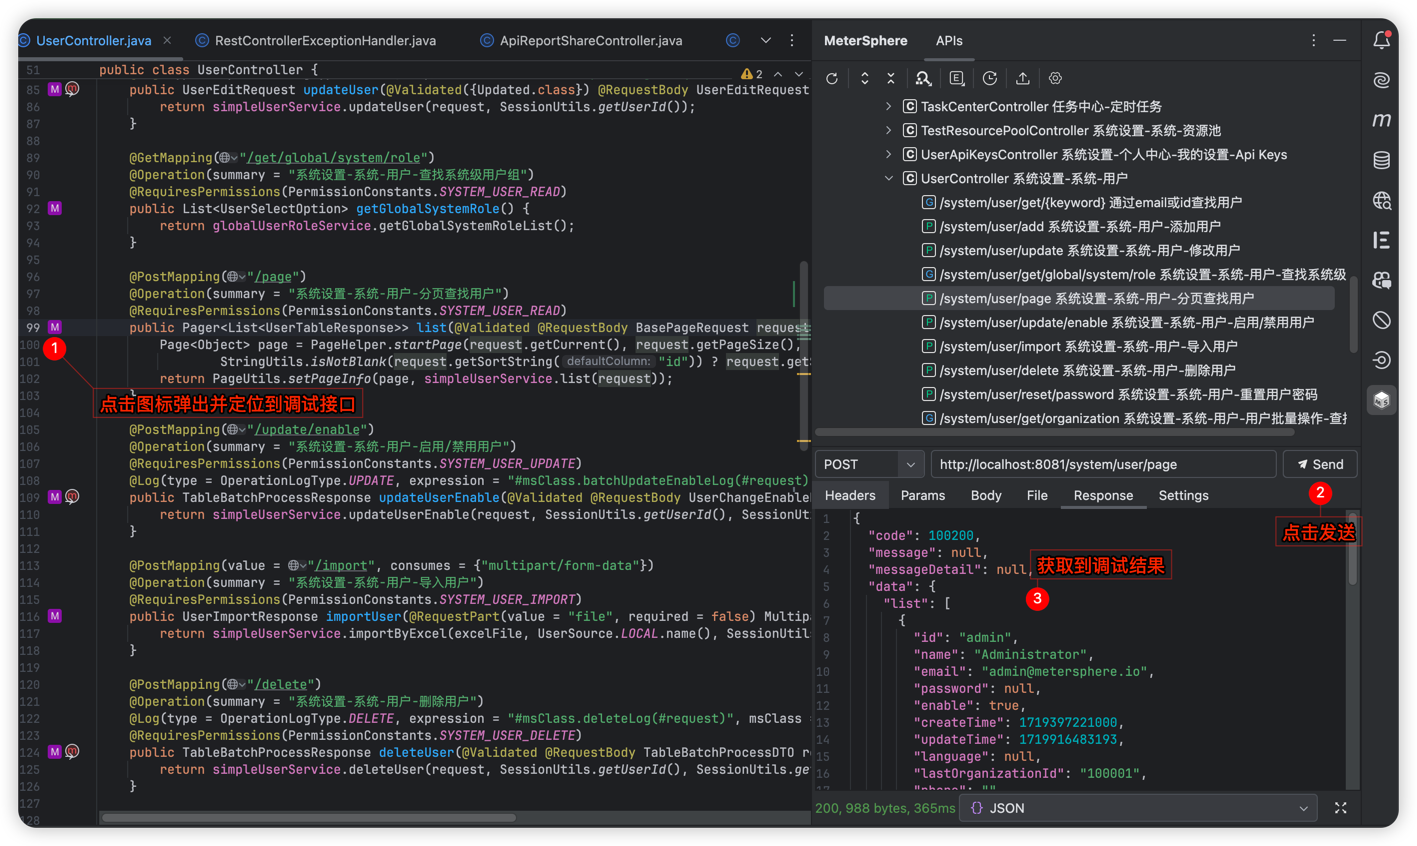 UserController.java
RestControllerExceptionHandler.java
ApiReportShareController.java
51 public class UserController {
2
85 public UserEditRequest updateUser(@Validated({Updated.class}) @RequestBody UserEditRequest
86 return simpleUserService.updateUser(request, SessionUtils.getUserId());
87 }
88
89 @GetMapping("/get/global/system/role")
90 @Operation(summary = "系统设置-系统-用户-查找系统级用户组")
91 @RequiresPermissions(PermissionConstants.SYSTEM_USER_READ)
92 public List<UserSelectOption> getGlobalSystemRole() {
93 return globalUserRoleService.getGlobalSystemRoleList();
94 }
95
96 @PostMapping("/page")
97 @Operation(summary = "系统设置-系统-用户-分页查找用户")
98 @RequiresPermissions(PermissionConstants.SYSTEM_USER_READ)
99 public Pager<List<UserTableResponse>> list(@Validated @RequestBody BasePageRequest request
100 Page<Object> page = PageHelper.startPage(request.getCurrent(), request.getPageSize(),
101 StringUtils.isNotBlank(request.getSortString( defaultColumn: "id")) ? request.getS
102 return PageUtils.setPageInfo(page, simpleUserService.list(request));
103 }
1
点击图标弹出并定位到调试接口
104
105 @PostMapping("/update/enable")
106 @Operation(summary = "系统设置-系统-用户-启用/禁用用户")
107 @RequiresPermissions(PermissionConstants.SYSTEM_USER_UPDATE)
108 @Log(type = OperationLogType.UPDATE, expression = "#msClass.batchUpdateEnableLog(#request)
109 public TableBatchProcessResponse updateUserEnable(@Validated @RequestBody UserChangeEnable
110 return simpleUserService.updateUserEnable(request, SessionUtils.getUserId(), SessionUt
111 }
112
113 @PostMapping(value = "/import", consumes = {"multipart/form-data"})
114 @Operation(summary = "系统设置-系统-用户-导入用户")
115 @RequiresPermissions(PermissionConstants.SYSTEM_USER_IMPORT)
116 public UserImportResponse importUser(@RequestPart(value = "file", required = false) Multipa
117 return simpleUserService.importByExcel(excelFile, UserSource.LOCAL.name(), SessionUtil
118 }
119
120 @PostMapping("/delete")
121 @Operation(summary = "系统设置-系统-用户-删除用户")
122 @Log(type = OperationLogType.DELETE, expression = "#msClass.deleteLog(#request)", msClass =
123 @RequiresPermissions(PermissionConstants.SYSTEM_USER_DELETE)
124 public TableBatchProcessResponse deleteUser(@Validated @RequestBody TableBatchProcessDTO r
125 return simpleUserService.deleteUser(request, SessionUtils.getUserId(), SessionUtils.ge
126 }
127
128
MeterSphere APIs
TaskCenterController 任务中心-定时任务
TestResourcePoolController 系统设置-系统-资源池
UserApiKeysController 系统设置-个人中心-我的设置-Api Keys
UserController 系统设置-系统-用户
G /system/user/get/{keyword} 通过email或id查找用户
P /system/user/add 系统设置-系统-用户-添加用户
P /system/user/update 系统设置-系统-用户-修改用户
G /system/user/get/global/system/role 系统设置-系统-用户-查找系统级
P /system/user/page 系统设置-系统-用户-分页查找用户
P /system/user/update/enable 系统设置-系统-用户-启用/禁用用户
P /system/user/import 系统设置-系统-用户-导入用户
P /system/user/delete 系统设置-系统-用户-删除用户
P /system/user/reset/password 系统设置-系统-用户-重置用户密码
G /system/user/get/organization 系统设置-系统-用户-用户批量操作-查找
POST
http://localhost:8081/system/user/page
Send
Headers Params Body File Response Settings
2
点击发送
1 {
2 "code": 100200,
3 "message": null,
4 "messageDetail": null,
5 "data": {
6 "list": [
获取到调试结果
3
7 {
8 "id": "admin",
9 "name": "Administrator",
10 "email": "admin@metersphere.io",
11 "password": null,
12 "enable": true,
13 "createTime": 1719397221000,
14 "updateTime": 1719916483193,
15 "language": null,
16 "lastOrganizationId": "100001",
17 "phone": ""
200, 988 bytes, 365ms
{} JSON